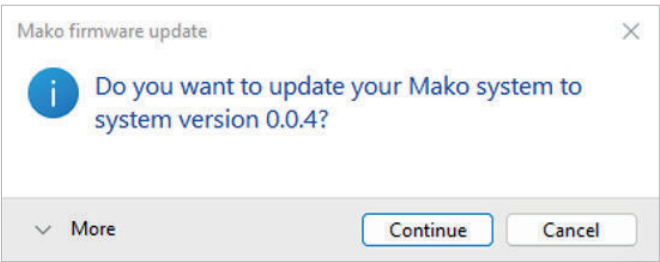 Mako firmware update
Do you want to update your Mako system to
system version 0.0.4?
More
Continue
Cancel